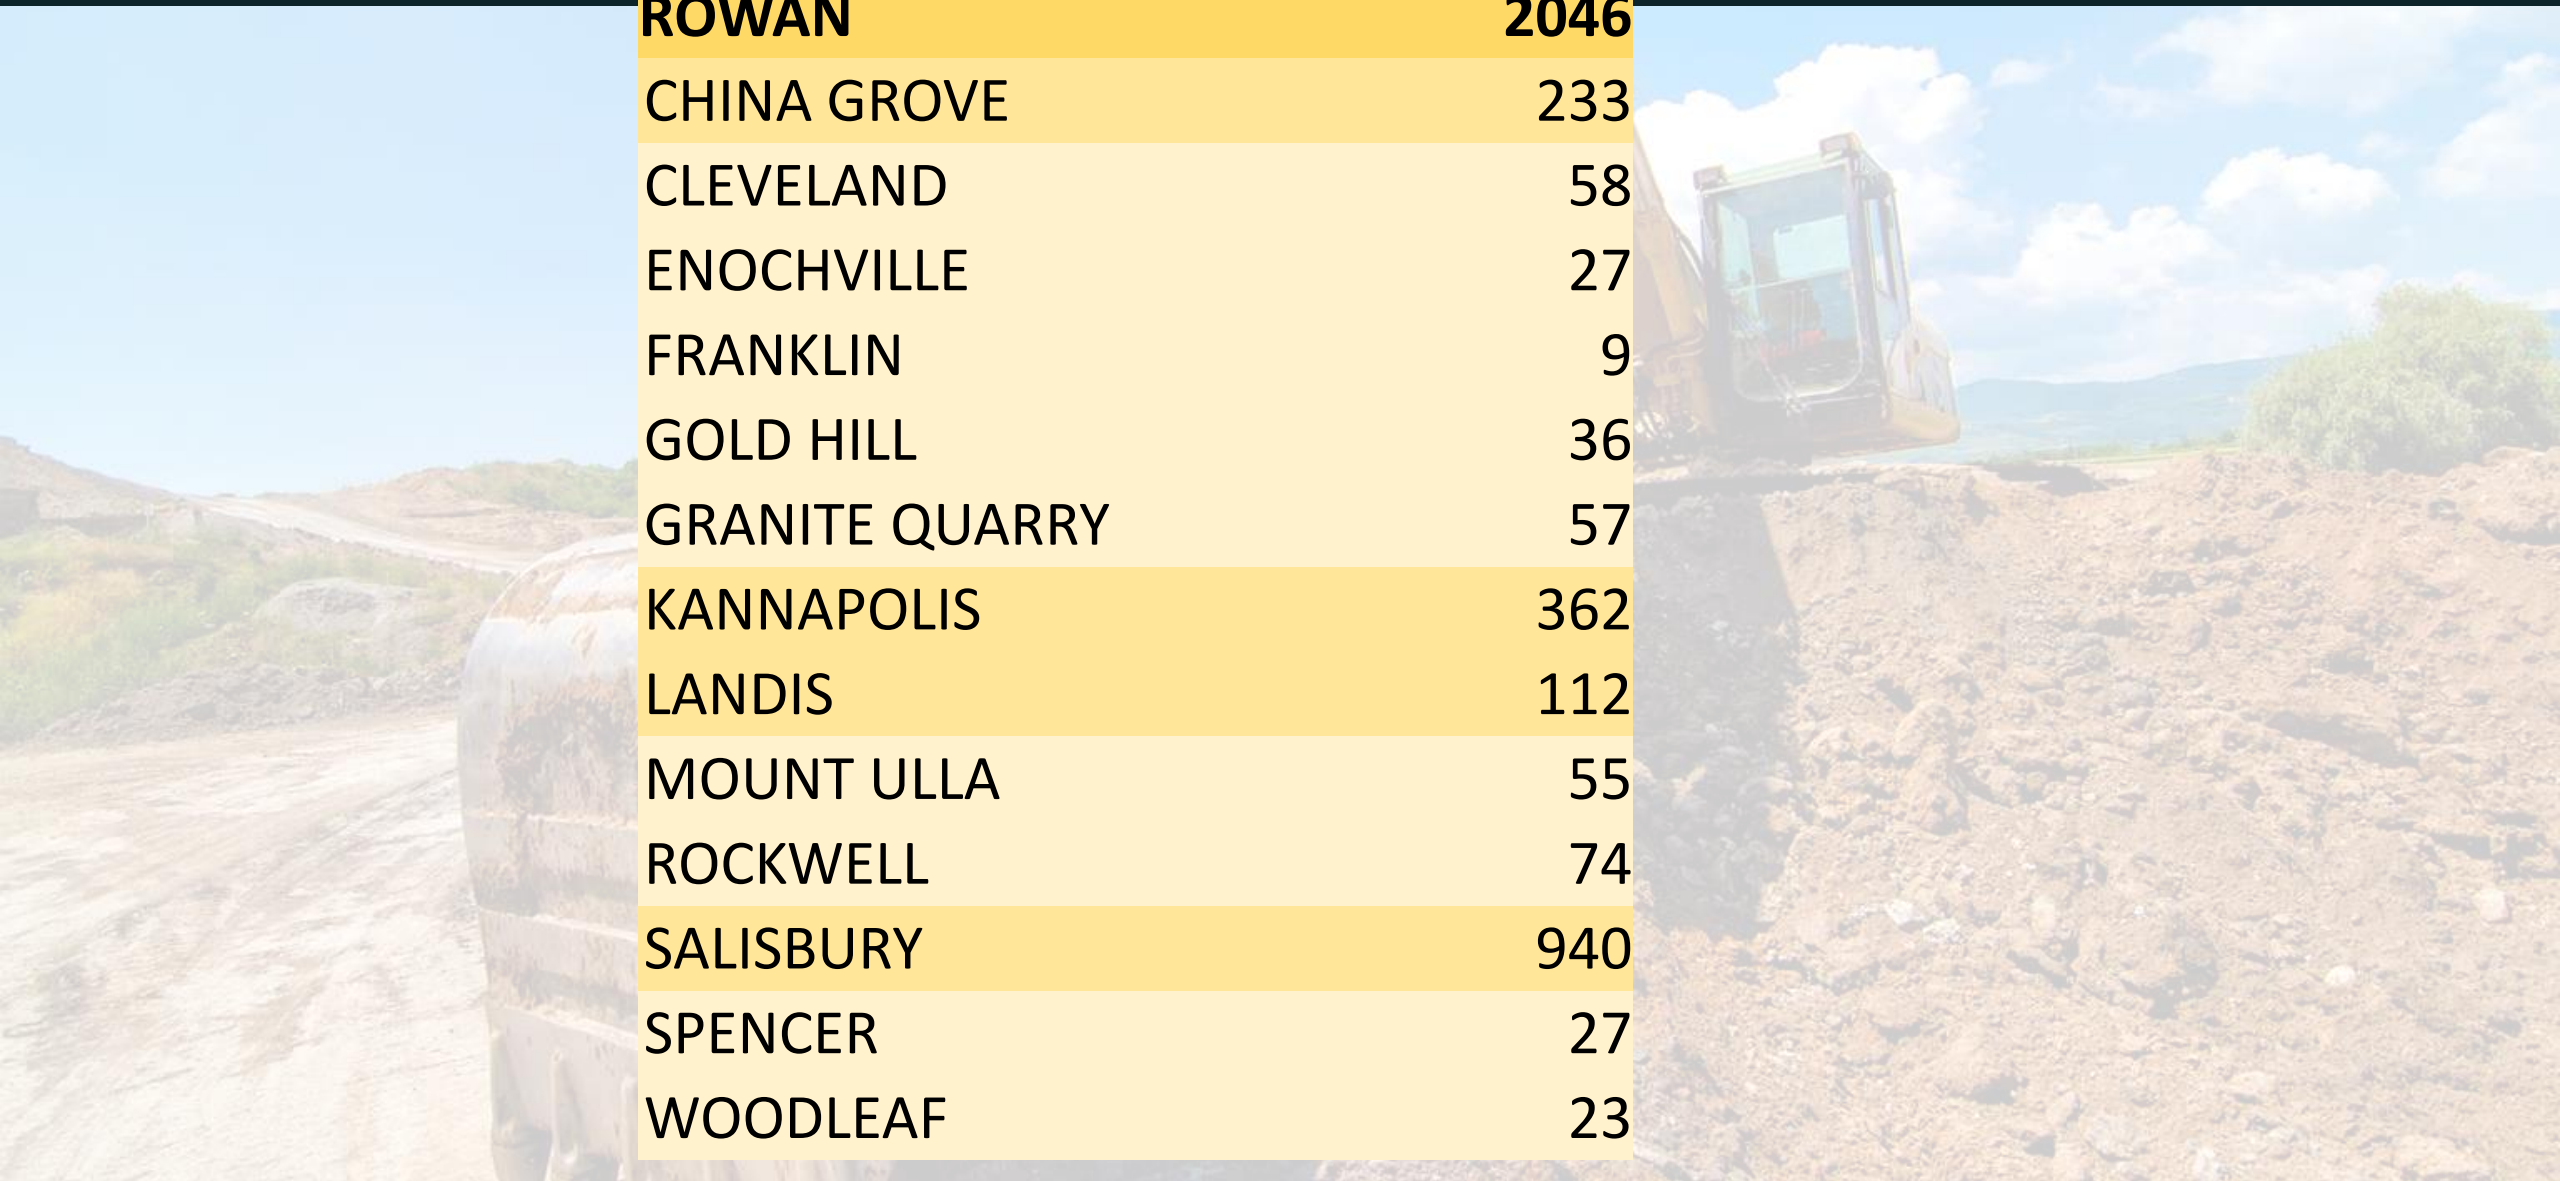 ROWAN 2046
CHINA GROVE 233
CLEVELAND 58
ENOCHVILLE 27
FRANKLIN 9
GOLD HILL 36
GRANITE QUARRY 57
KANNAPOLIS 362
LANDIS 112
MOUNT ULLA 55
ROCKWELL 74
SALISBURY 940
SPENCER 27
WOODLEAF 23